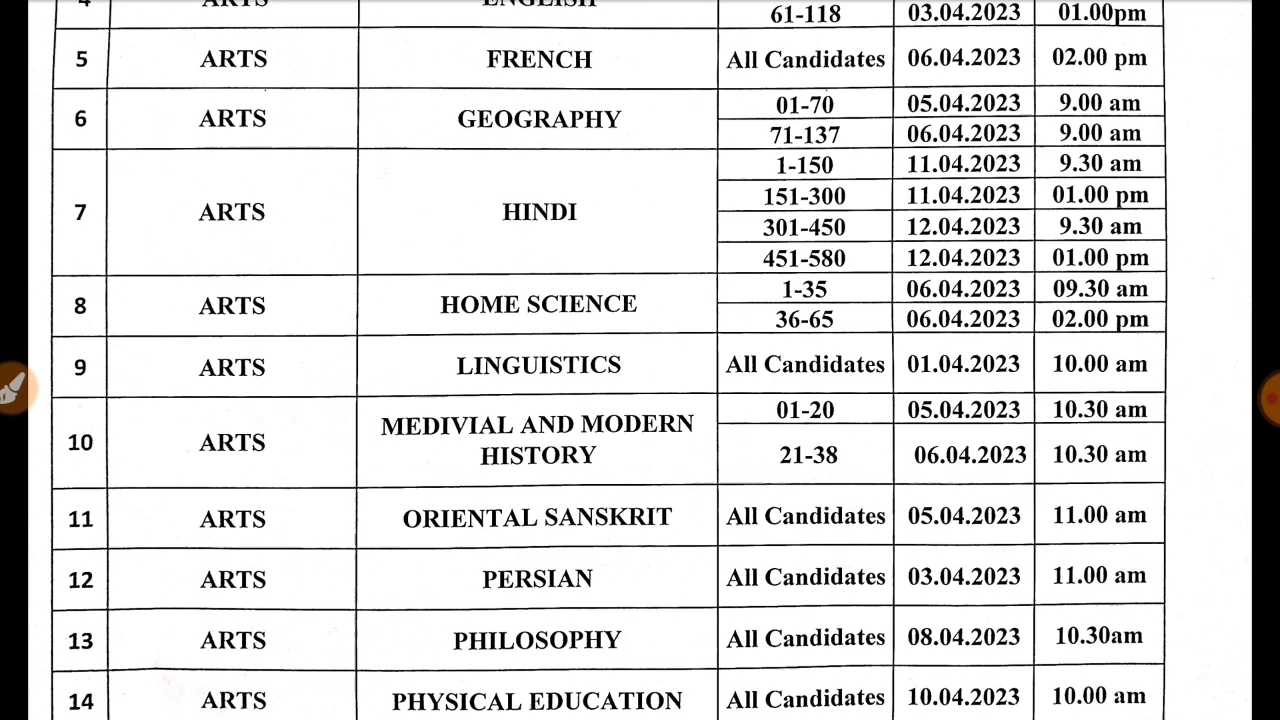 4 ARTS ENGLISH 61-118 03.04.2023 01.00pm
5 ARTS FRENCH All Candidates 06.04.2023 02.00 pm
6 ARTS GEOGRAPHY 01-70 05.04.2023 9.00 am
71-137 06.04.2023 9.00 am
7 ARTS HINDI 1-150 11.04.2023 9.30 am
151-300 11.04.2023 01.00 pm
301-450 12.04.2023 9.30 am
451-580 12.04.2023 01.00 pm
8 ARTS HOME SCIENCE 1-35 06.04.2023 09.30 am
36-65 06.04.2023 02.00 pm
9 ARTS LINGUISTICS All Candidates 01.04.2023 10.00 am
10 ARTS MEDIVIAL AND MODERN 01-20 05.04.2023 10.30 am
HISTORY 21-38 06.04.2023 10.30 am
11 ARTS ORIENTAL SANSKRIT All Candidates 05.04.2023 11.00 am
12 ARTS PERSIAN All Candidates 03.04.2023 11.00 am
13 ARTS PHILOSOPHY All Candidates 08.04.2023 10.30am
14 ARTS PHYSICAL EDUCATION All Candidates 10.04.2023 10.00 am